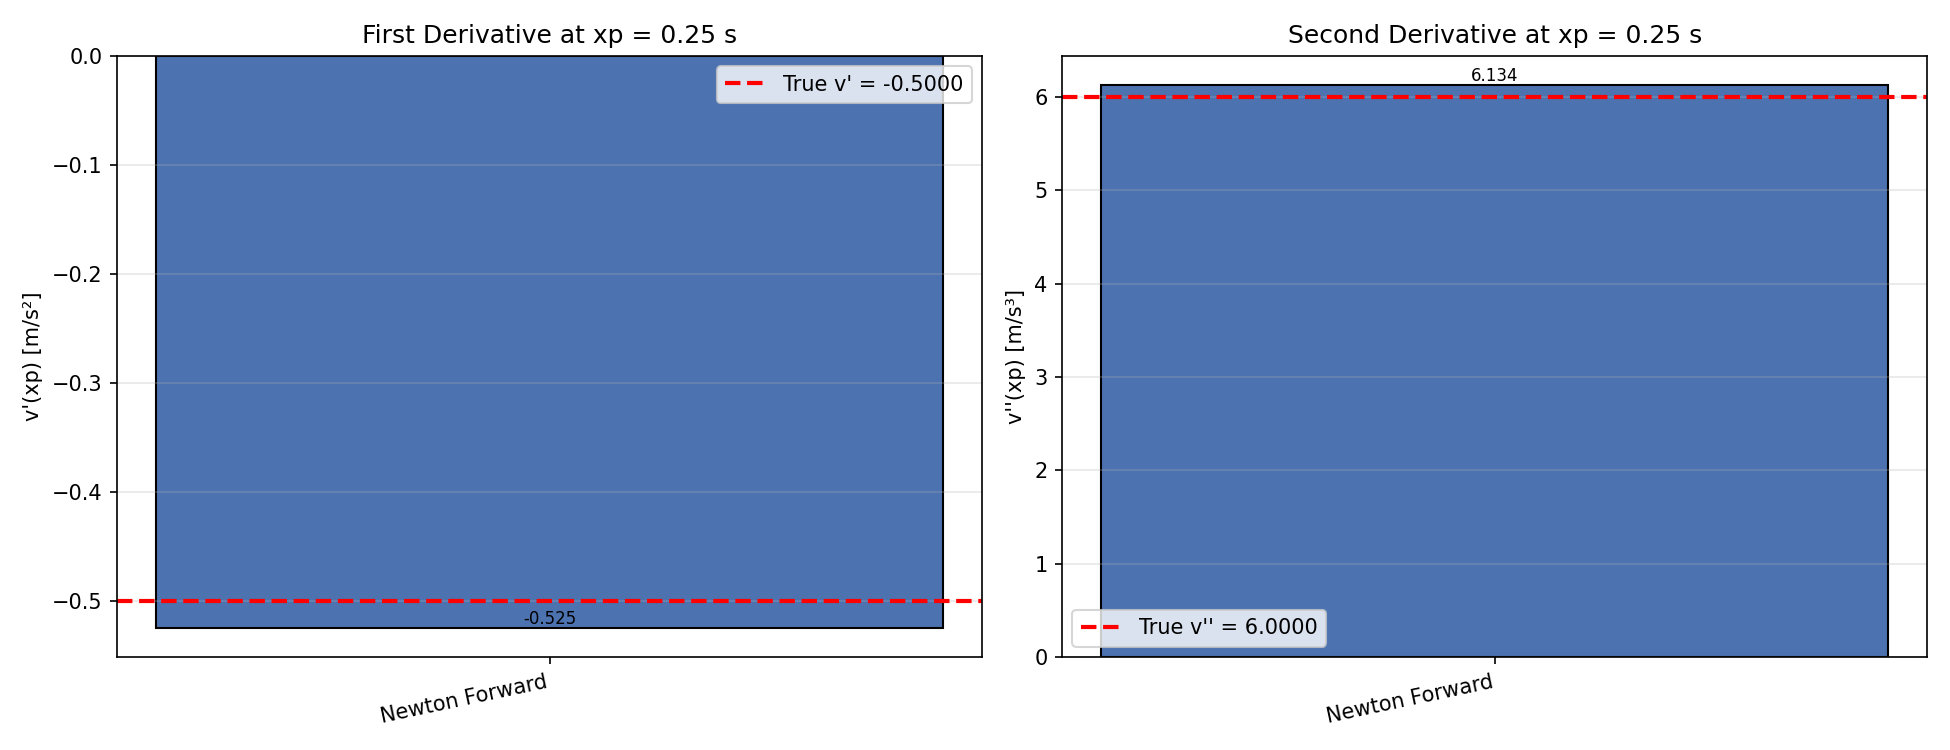 First Derivative at xp = 0.25 s
0.0
−0.1
−0.2
−0.3
−0.4
−0.5
v'(xp) [m/s²]
True v' = -0.5000
-0.525
Newton Forward
Second Derivative at xp = 0.25 s
6
5
4
3
2
1
0
v''(xp) [m/s³]
6.134
True v'' = 6.0000
Newton Forward